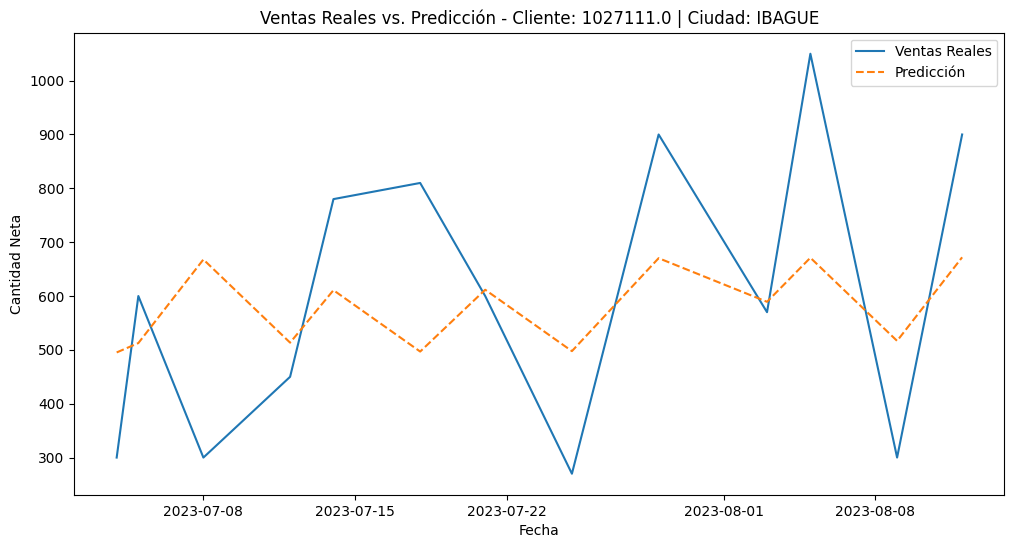 Ventas Reales vs. Predicción - Cliente: 1027111.0 | Ciudad: IBAGUE
Ventas Reales
Predicción
Cantidad Neta
1000
900
800
700
600
500
400
300
2023-07-08
2023-07-15
2023-07-22
2023-08-01
2023-08-08
Fecha